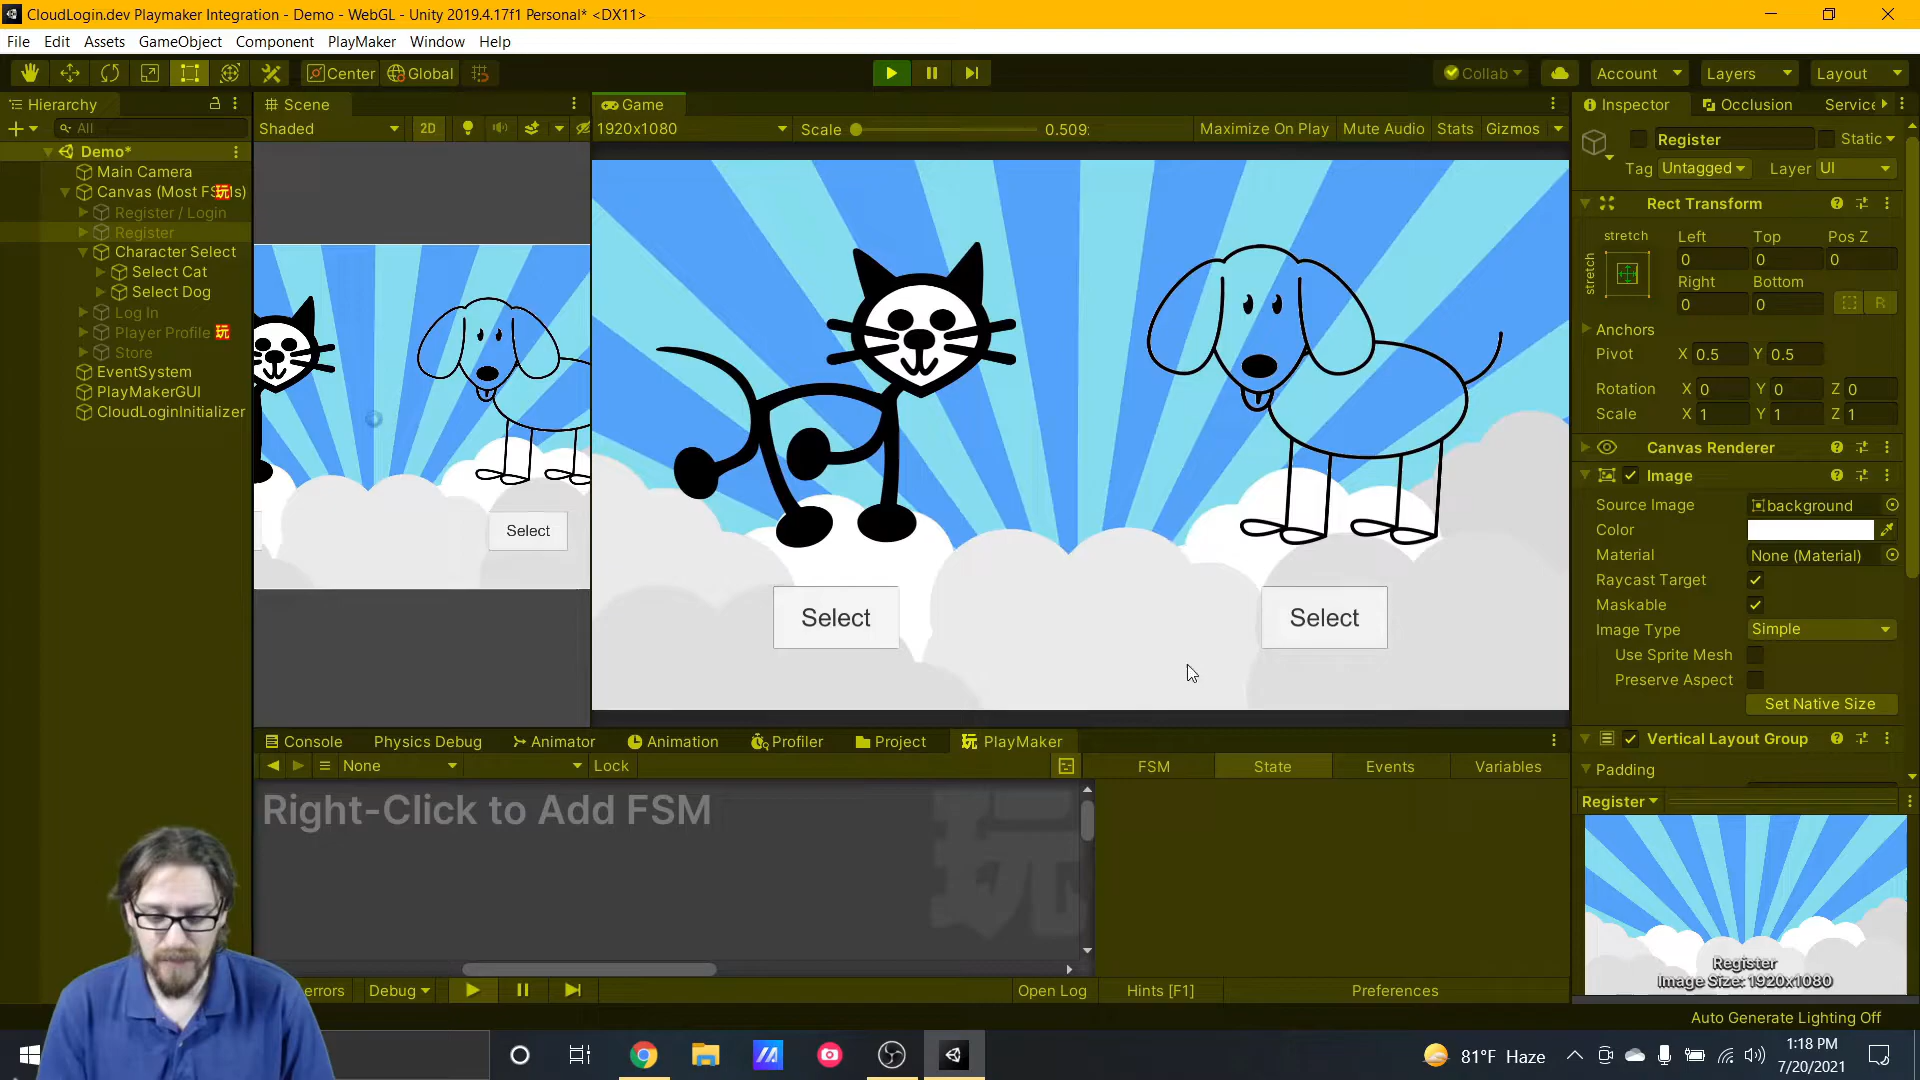 CloudLogin.dev Playmaker Integration - Demo - WebGL - Unity 2019.4.17f1 Personal* <DX11>
File Edit Assets GameObject Component PlayMaker Window Help
Center Global Collab Account Layers Layout
Hierarchy
All
Demo*
Main Camera
Canvas (Most FS s)
Register / Login
Register
Character Select
Select Cat
Select Dog
Log In
Player Profile 玩
Store
EventSystem
PlayMakerGUI
CloudLoginInitializer
Scene
Shaded 2D
Select
Game
1920x1080 Scale 0.509: Maximize On Play Mute Audio Stats Gizmos
Select Select
Inspector Occlusion Service
Register Static
Tag Untagged Layer UI
Rect Transform
stretch
stretch
Left Top Pos Z
0 0 0
Right Bottom
0 0 R
Anchors
Pivot X 0.5 Y 0.5
Rotation X 0 Y 0 Z 0
Scale X 1 Y 1 Z 1
Canvas Renderer
Image
Source Image background
Color
Material None (Material)
Raycast Target
Maskable
Image Type Simple
Use Sprite Mesh
Preserve Aspect
Set Native Size
Vertical Layout Group
Padding
Register
Register
Image Size: 1920x1080
Console Physics Debug Animator Animation Profiler Project 玩 PlayMaker
None Lock FSM State Events Variables
Right-Click to Add FSM
玩
errors Debug Open Log Hints [F1] Preferences
Auto Generate Lighting Off
81°F Haze
1:18 PM
7/20/2021